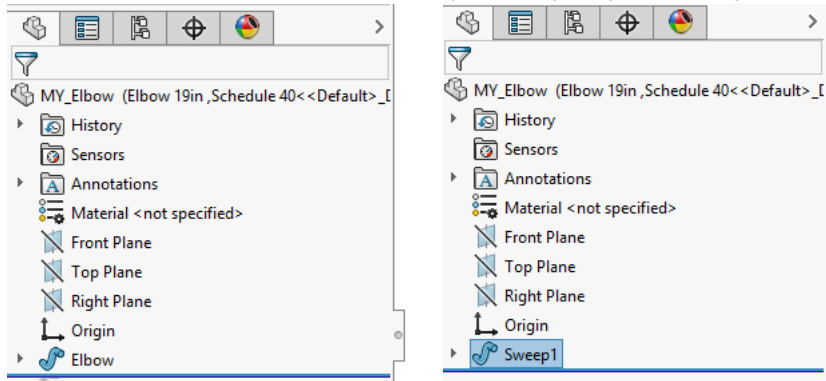 MY_Elbow (Elbow 19in ,Schedule 40<<Default>_D
History
Sensors
A Annotations
Material <not specified>
Front Plane
Top Plane
Right Plane
Origin
Elbow
MY_Elbow (Elbow 19in ,Schedule 40<<Default>_D
History
Sensors
A Annotations
Material <not specified>
Front Plane
Top Plane
Right Plane
Origin
Sweep1